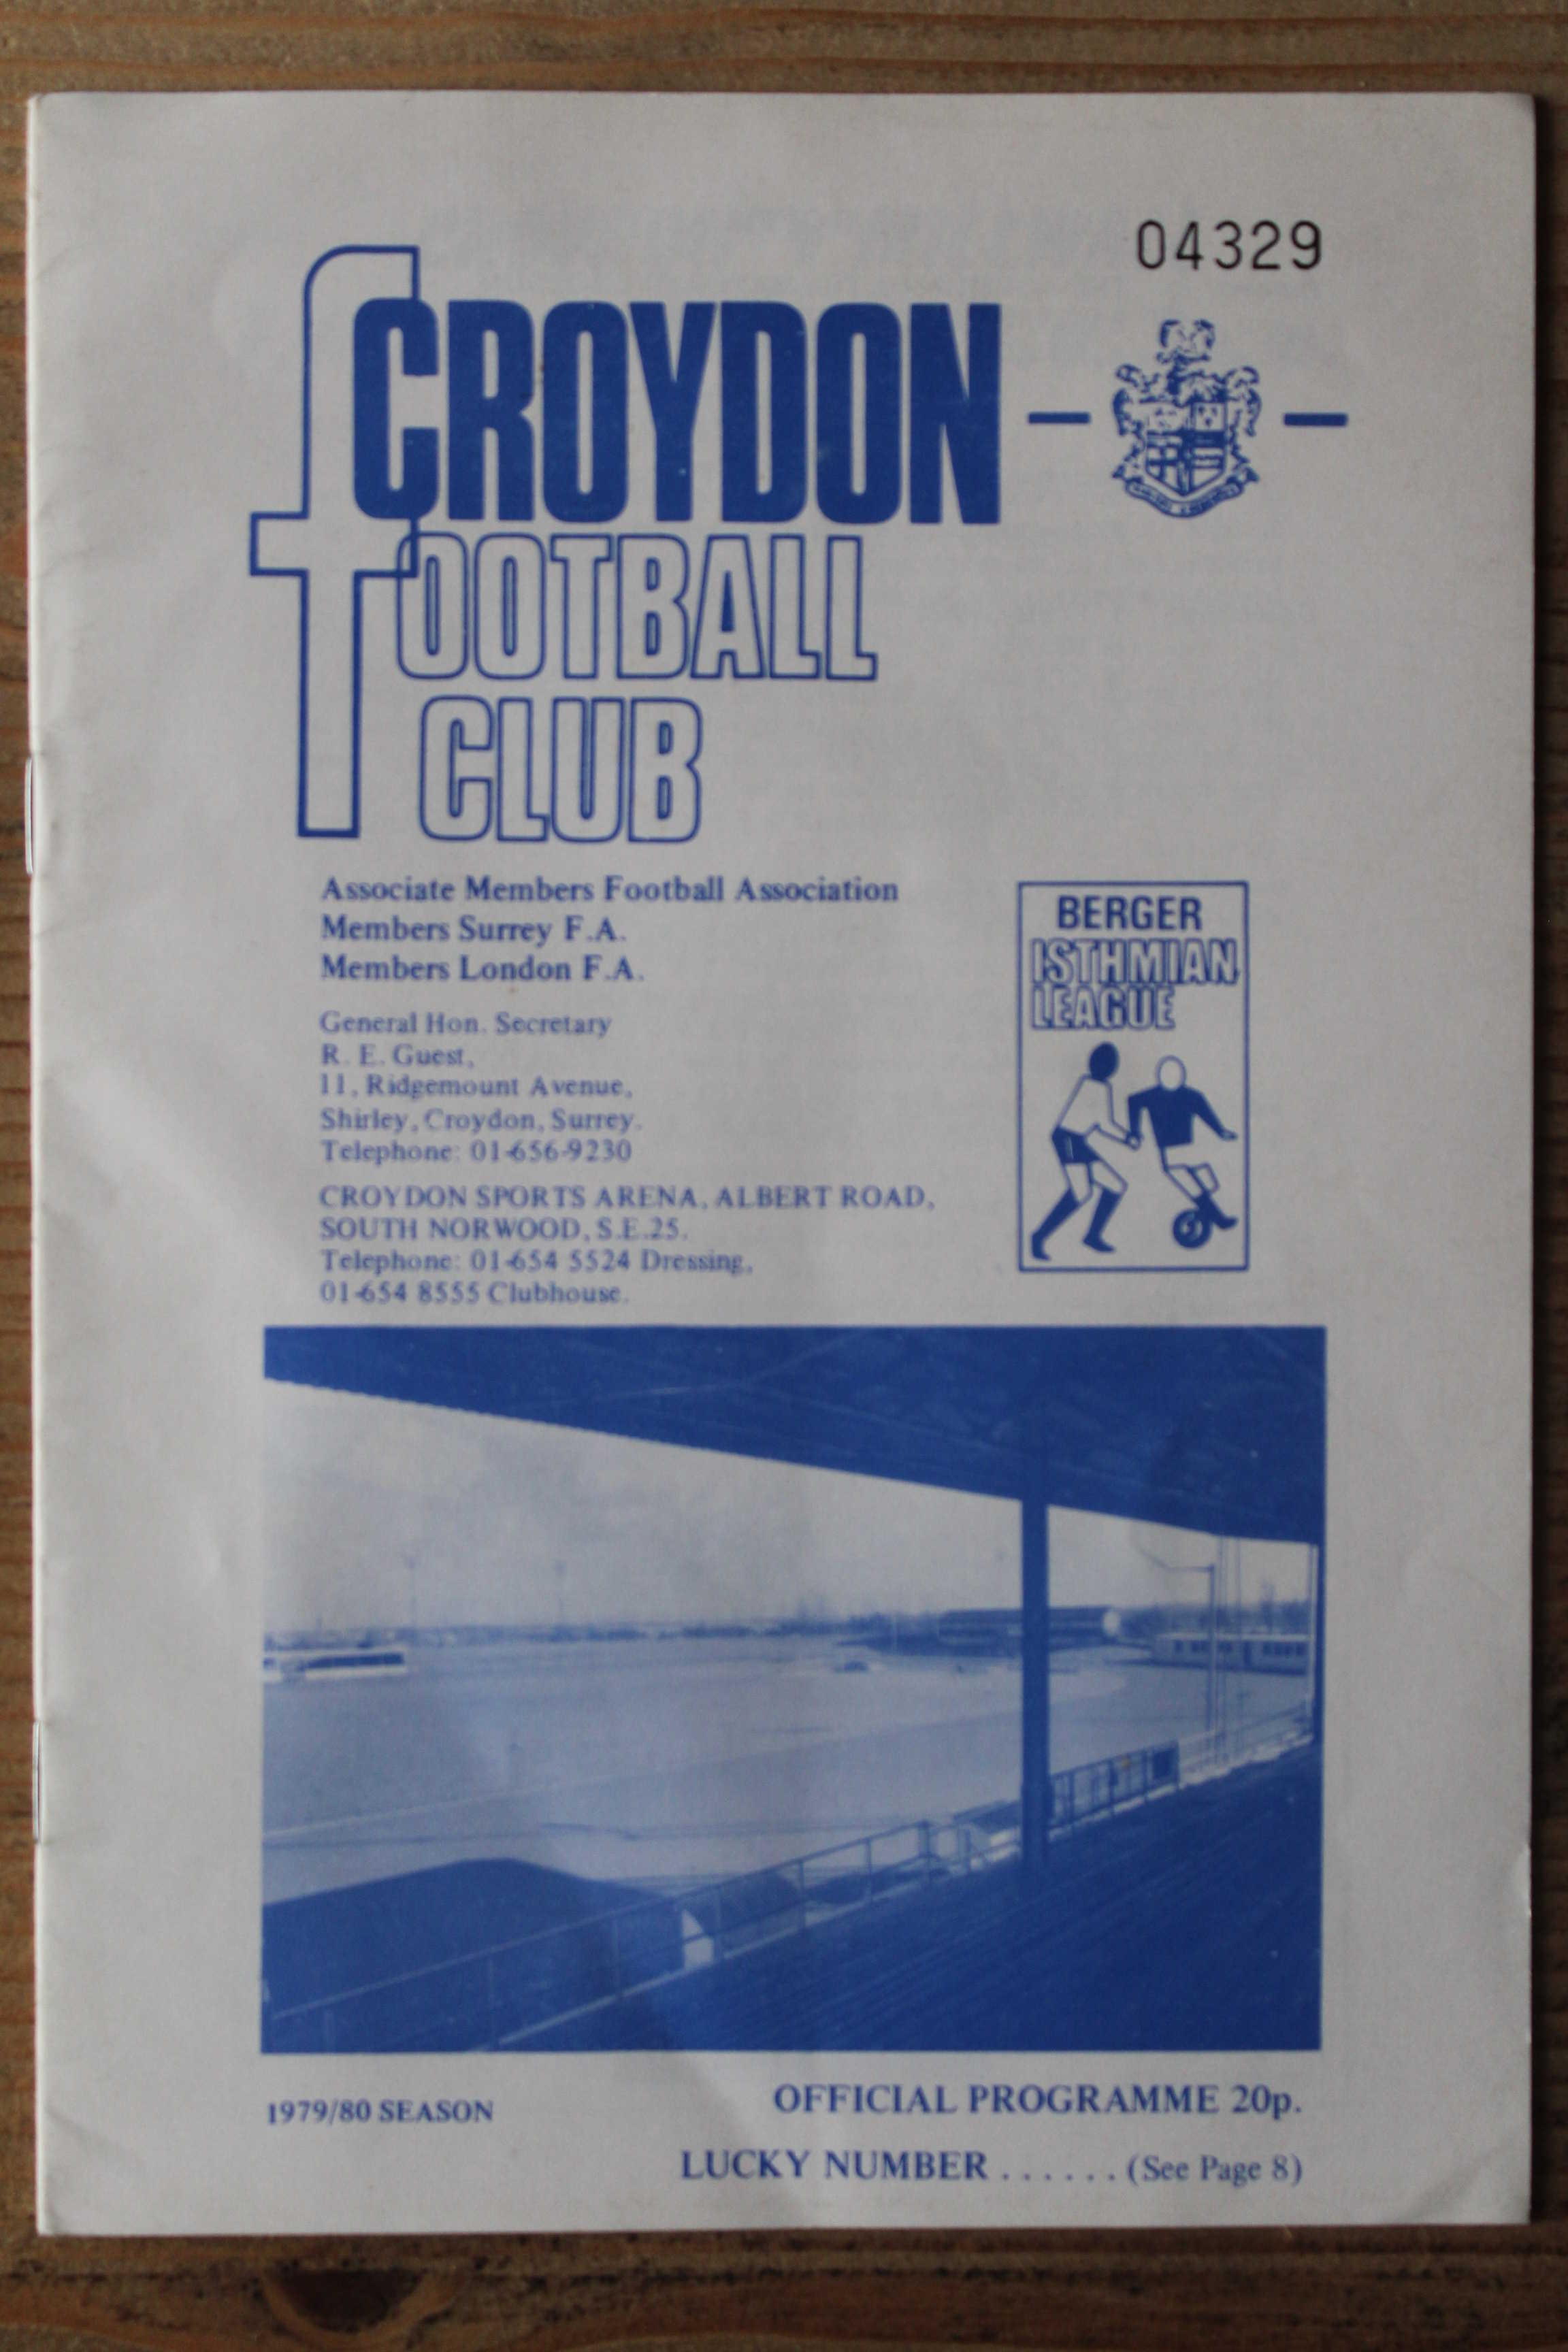 04329
CROYDON
FOOTBALL
CLUB
Associate Members Football Association
Members Surrey F.A.
Members London F.A.
General Hon. Secretary
R. E. Guest,
11, Ridgemount Avenue,
Shirley, Croydon, Surrey.
Telephone: 01-656-9230
CROYDON SPORTS ARENA, ALBERT ROAD,
SOUTH NORWOOD, S.E.25.
Telephone: 01-654 5524 Dressing,
01-654 8555 Clubhouse.
BERGER
ISTHMIAN
LEAGUE
1979/80 SEASON
OFFICIAL PROGRAMME 20p.
LUCKY NUMBER . . . . . . (See Page 8)